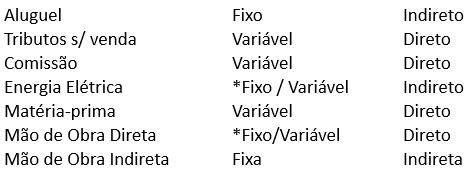 Aluguel Fixo Indireto
Tributos s/ venda Variável Direto
Comissão Variável Direto
Energia Elétrica *Fixo / Variável Indireto
Matéria-prima Variável Direto
Mão de Obra Direta *Fixo/Variável Direto
Mão de Obra Indireta Fixa Indireta